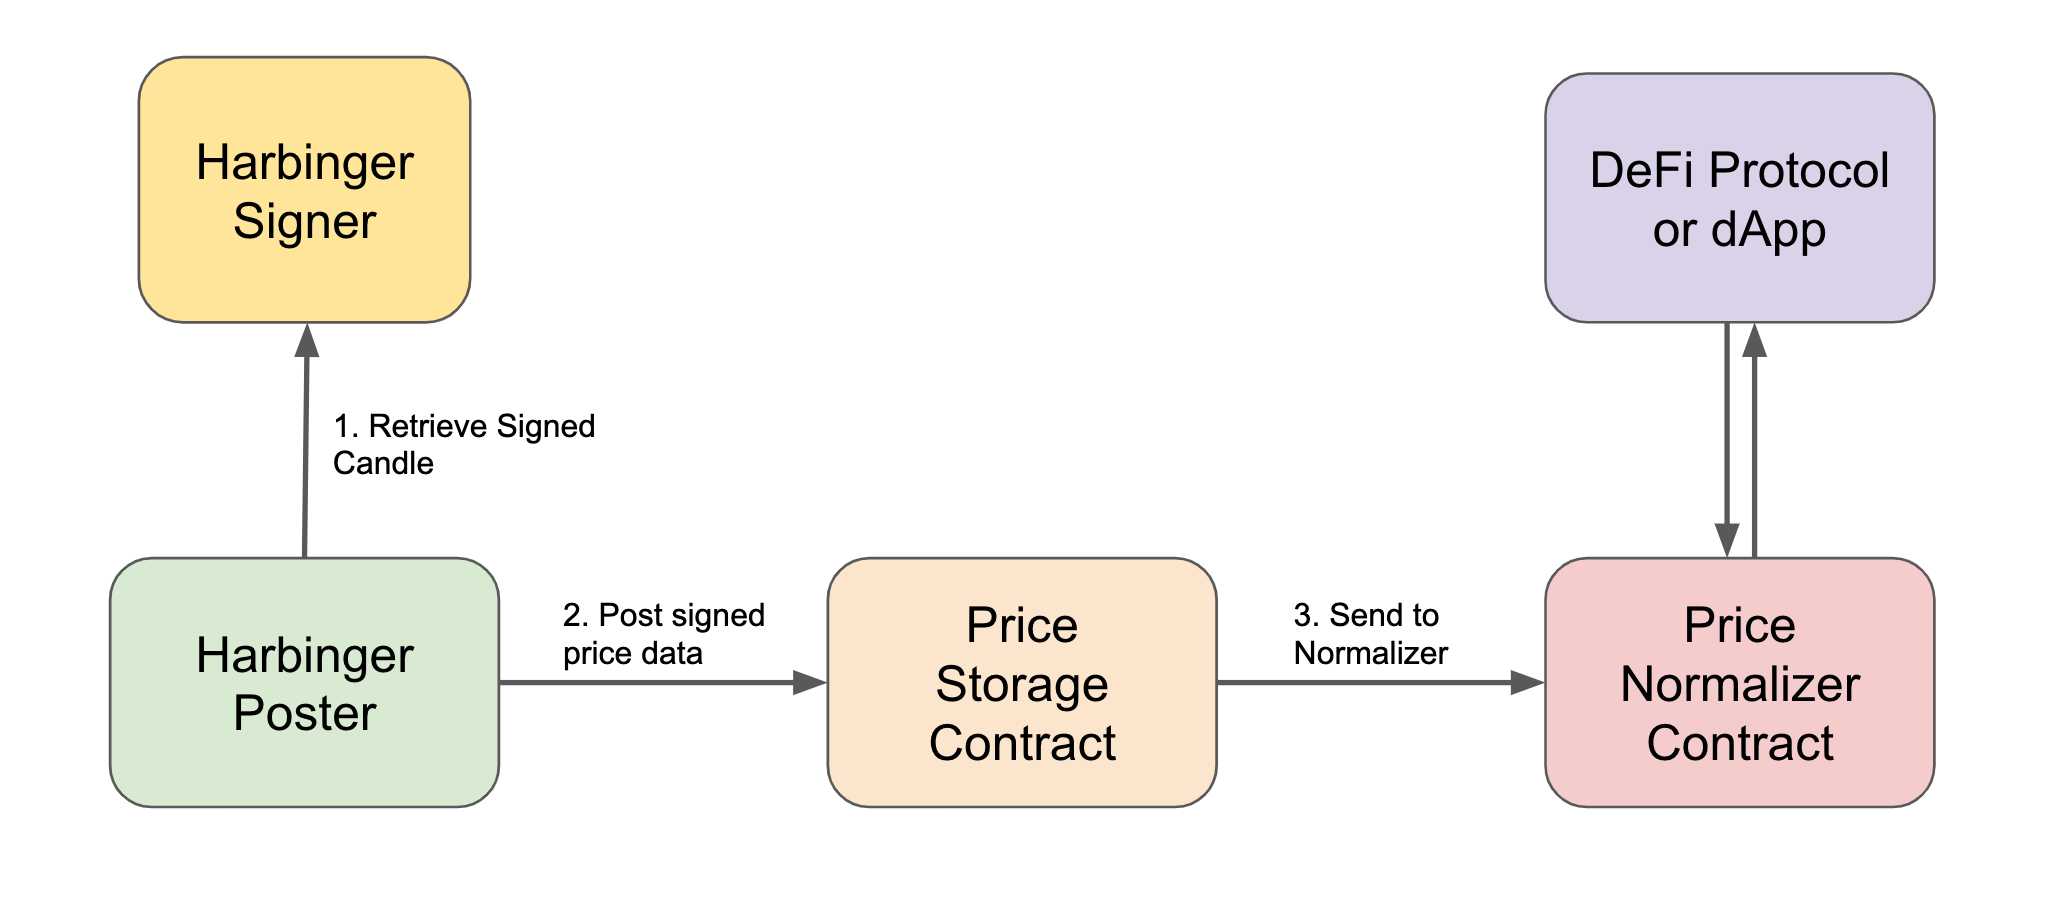 Harbinger
Signer
DeFi Protocol
or dApp
1. Retrieve Signed
Candle
Harbinger
Poster
2. Post signed
price data
Price
Storage
Contract
3. Send to
Normalizer
Price
Normalizer
Contract